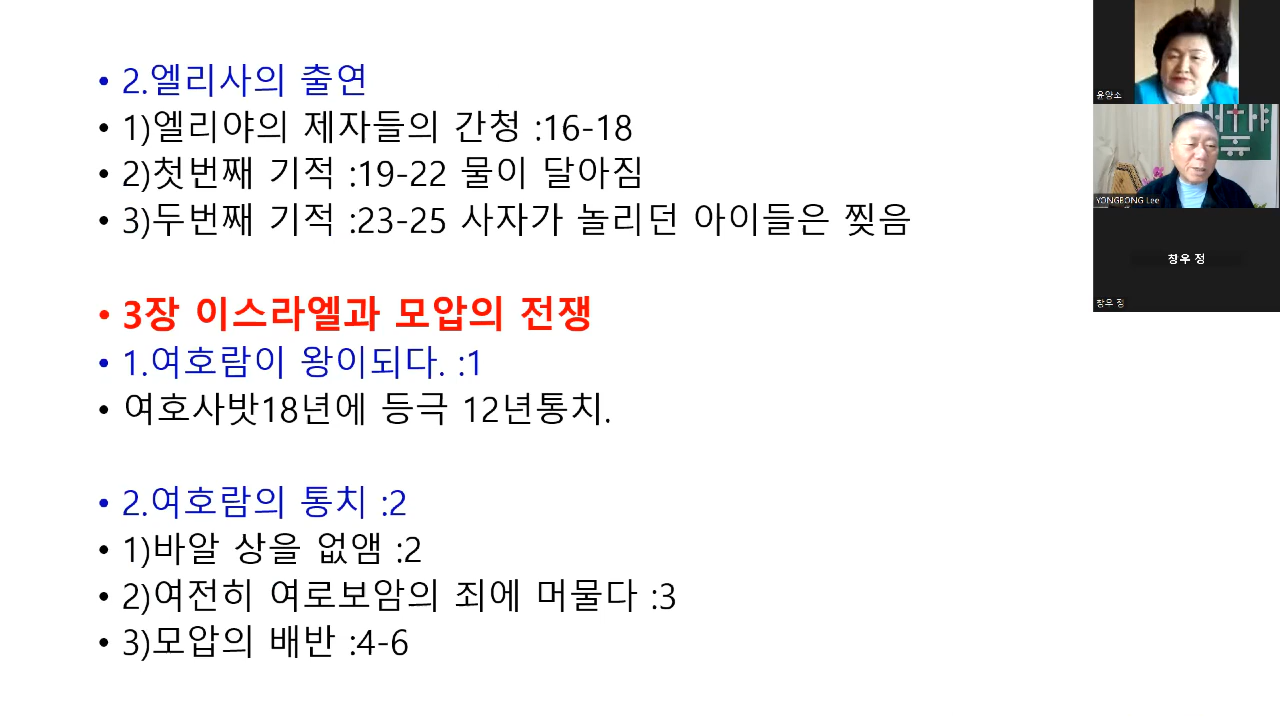 • 2.엘리사의 출연
• 1)엘리야의 제자들의 간청 :16-18
• 2)첫번째 기적 :19-22 물이 달아짐
• 3)두번째 기적 :23-25 사자가 놀리던 아이들은 찢음
• 3장 이스라엘과 모압의 전쟁
• 1.여호람이 왕이되다. :1
• 여호사밧18년에 등극 12년통치.
• 2.여호람의 통치 :2
• 1)바알 상을 없앰 :2
• 2)여전히 여로보암의 죄에 머물다 :3
• 3)모압의 배반 :4-6
YONGBONG Lee
창우 정
창우 정